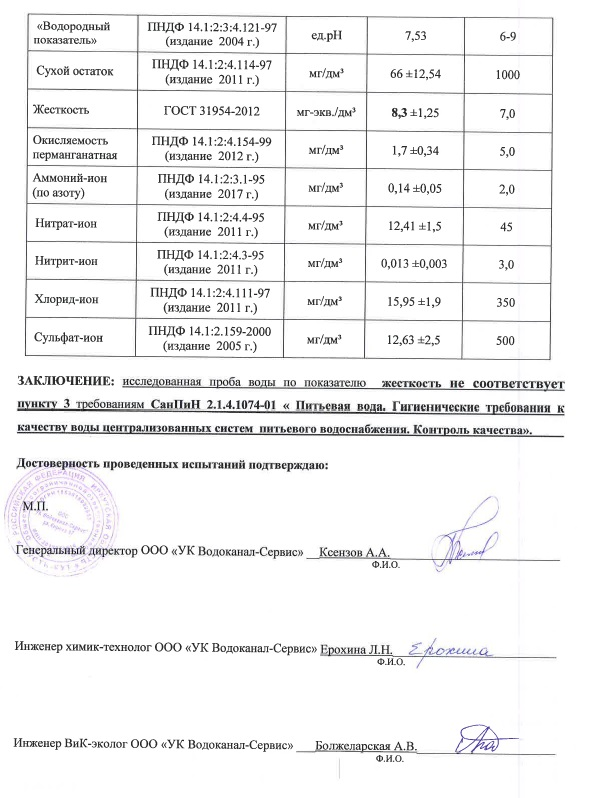 «Водородный показатель» ПНДФ 14.1:2:3:4.121-97 (издание 2004 г.) ед.pH 7,53 6-9
Сухой остаток ПНДФ 14.1:2:4.114-97 (издание 2011 г.) мг/дм³ 66 ±12,54 1000
Жесткость ГОСТ 31954-2012 мг-экв./дм³ 8,3 ±1,25 7,0
Окисляемость перманганатная ПНДФ 14.1:2:4.154-99 (издание 2012 г.) мг/дм³ 1,7 ±0,34 5,0
Аммоний-ион (по азоту) ПНДФ 14.1:2:3.1-95 (издание 2017 г.) мг/дм³ 0,14 ±0,05 2,0
Нитрат-ион ПНДФ 14.1:2:4.4-95 (издание 2011 г.) мг/дм³ 12,41 ±1,5 45
Нитрит-ион ПНДФ 14.1:2:4.3-95 (издание 2011 г.) мг/дм³ 0,013 ±0,003 3,0
Хлорид-ион ПНДФ 14.1:2:4.111-97 (издание 2011 г.) мг/дм³ 15,95 ±1,9 350
Сульфат-ион ПНДФ 14.1:2.159-2000 (издание 2005 г.) мг/дм³ 12,63 ±2,5 500
ЗАКЛЮЧЕНИЕ: исследованная проба воды по показателю жесткость не соответствует
пункту 3 требованиям СанПиН 2.1.4.1074-01 « Питьевая вода. Гигиенические требования к
качеству воды централизованных систем питьевого водоснабжения. Контроль качества».
Достоверность проведенных испытаний подтверждаю:
РОССИЙСКАЯ ФЕДЕРАЦИЯ, ИРКУТСКАЯ
М.П.
Генеральный директор ООО «УК Водоканал-Сервис» Ксензов А.А.
Ф.И.О.
Инженер химик-технолог ООО «УК Водоканал-Сервис» Ерохина Л.Н. Ерохина
Ф.И.О.
Инженер ВиК-эколог ООО «УК Водоканал-Сервис» Болжеларская А.В.
Ф.И.О.